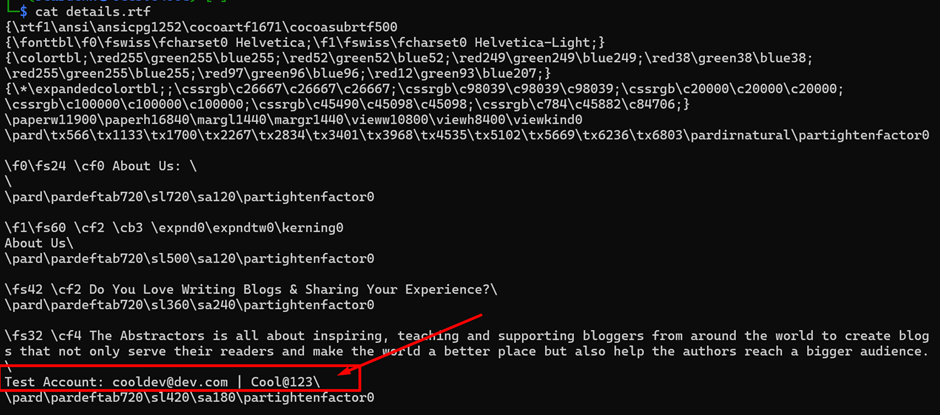 $ cat details.rtf
{\rtf1\ansi\ansicpg1252\cocoartf1671\cocoasubrtf500
{\fonttbl\f0\fswiss\fcharset0 Helvetica;\f1\fswiss\fcharset0 Helvetica-Light;}
{\colortbl;\red255\green255\blue255;\red52\green52\blue52;\red249\green249\blue249;\red38\green38\blue38;
\red255\green255\blue255;\red97\green96\blue96;\red12\green93\blue207;}
{\*\expandedcolortbl;;\cssrgb\c26667\c26667\c26667;\cssrgb\c98039\c98039\c98039;\cssrgb\c20000\c20000\c20000;
\cssrgb\c100000\c100000\c100000;\cssrgb\c45490\c45098\c45098;\cssrgb\c784\c45882\c84706;}
\paperw11900\paperh16840\margl1440\margr1440\vieww10800\viewh8400\viewkind0
\pard\tx566\tx1133\tx1700\tx2267\tx2834\tx3401\tx3968\tx4535\tx5102\tx5669\tx6236\tx6803\pardirnatural\partightenfactor0
\f0\fs24 \cf0 About Us: \
\
\pard\pardeftab720\sl720\sa120\partightenfactor0
\f1\fs60 \cf2 \cb3 \expnd0\expndtw0\kerning0
About Us\
\pard\pardeftab720\sl500\sa120\partightenfactor0
\fs42 \cf2 Do You Love Writing Blogs & Sharing Your Experience?\
\pard\pardeftab720\sl360\sa240\partightenfactor0
\fs32 \cf4 The Abstractors is all about inspiring, teaching and supporting bloggers from around the world to create blog
s that not only serve their readers and make the world a better place but also help the authors reach a bigger audience.
\
Test Account: cooldev@dev.com | Cool@123\
\pard\pardeftab720\sl420\sa180\partightenfactor0